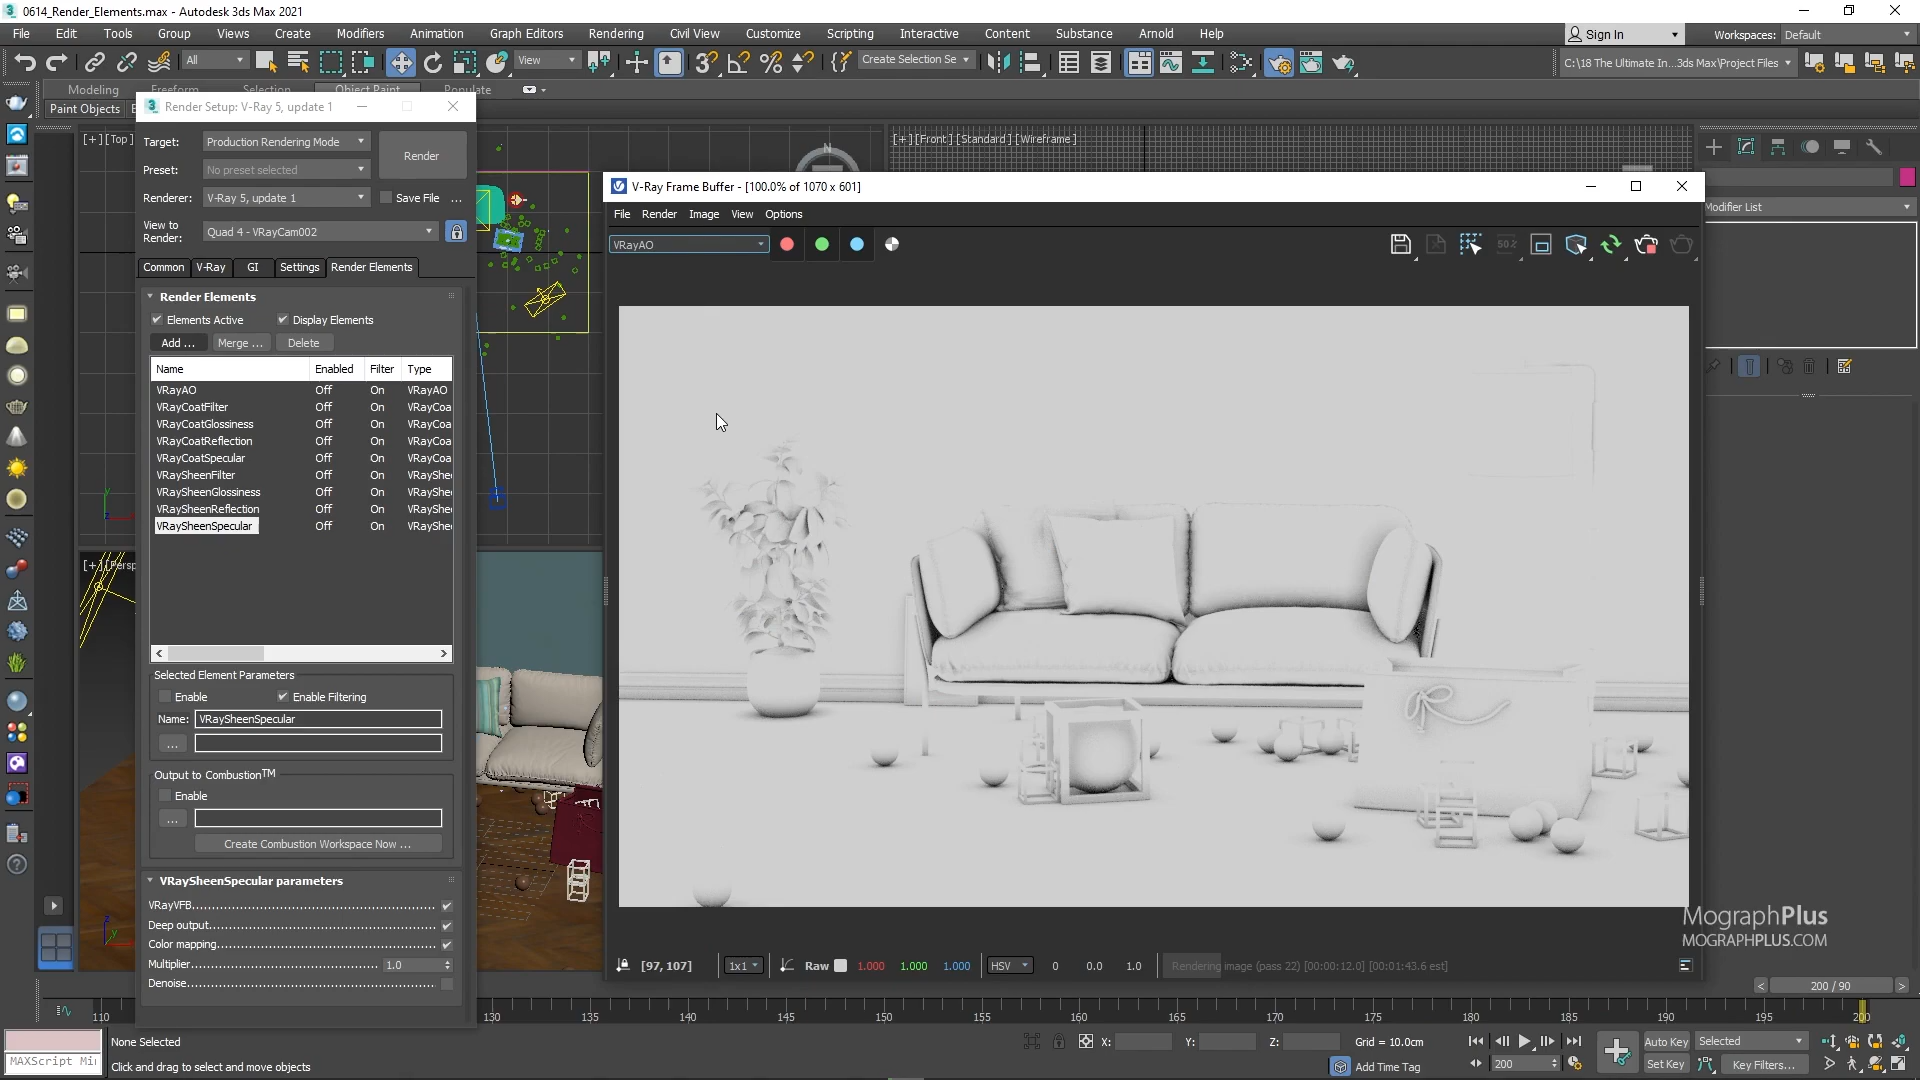 0614_Render_Elements.max - Autodesk 3ds Max 2021
File Edit Tools Group Views Create Modifiers Animation Graph Editors Rendering Civil View Customize Scripting Interactive Content Substance Arnold Help
Sign In Workspaces: Default
All View Create Selection Se C:\18 The Ultimate In...3ds Max\Project Files
Modeling Freeform Selection Object Paint Populate
Paint Objects
Render Setup: V-Ray 5, update 1
Target: Production Rendering Mode
Render
Preset: No preset selected
Renderer: V-Ray 5, update 1 Save File ...
View to Render: Quad 4 - VRayCam002
Common V-Ray GI Settings Render Elements
Render Elements
Elements Active Display Elements
Add ... Merge ... Delete
Name Enabled Filter Type
VRayAO Off On VRayAO
VRayCoatFilter Off On VRayCoa
VRayCoatGlossiness Off On VRayCoa
VRayCoatReflection Off On VRayCoa
VRayCoatSpecular Off On VRayCoa
VRaySheenFilter Off On VRayShe
VRaySheenGlossiness Off On VRayShe
VRaySheenReflection Off On VRayShe
VRaySheenSpecular Off On VRayShe
Selected Element Parameters
Enable Enable Filtering
Name: VRaySheenSpecular
...
Output to Combustion™
Enable
...
Create Combustion Workspace Now ...
VRaySheenSpecular parameters
VRayVFB
Deep output
Color mapping
Multiplier 1.0
Denoise
[+] [Top]
[+] [Front] [Standard] [Wireframe]
N
[+] [Persp
V-Ray Frame Buffer - [100.0% of 1070 x 601]
File Render Image View Options
VRayAO
50%
[97, 107] 1x1 Raw 1.000 1.000 1.000 HSV 0 0.0 1.0 Rendering image (pass 22) [00:00:12.0] [00:01:43.6 est]
Modifier List
MographPlus
MOGRAPHPLUS.COM
< 200 / 90 >
110 130 135 140 145 150 155 160 165 170 175 180 185 190 195 200
None Selected X: Y: Z: Grid = 10.0cm Auto Key Selected
MAXScript Mi Click and drag to select and move objects Add Time Tag 200 Set Key Key Filters...